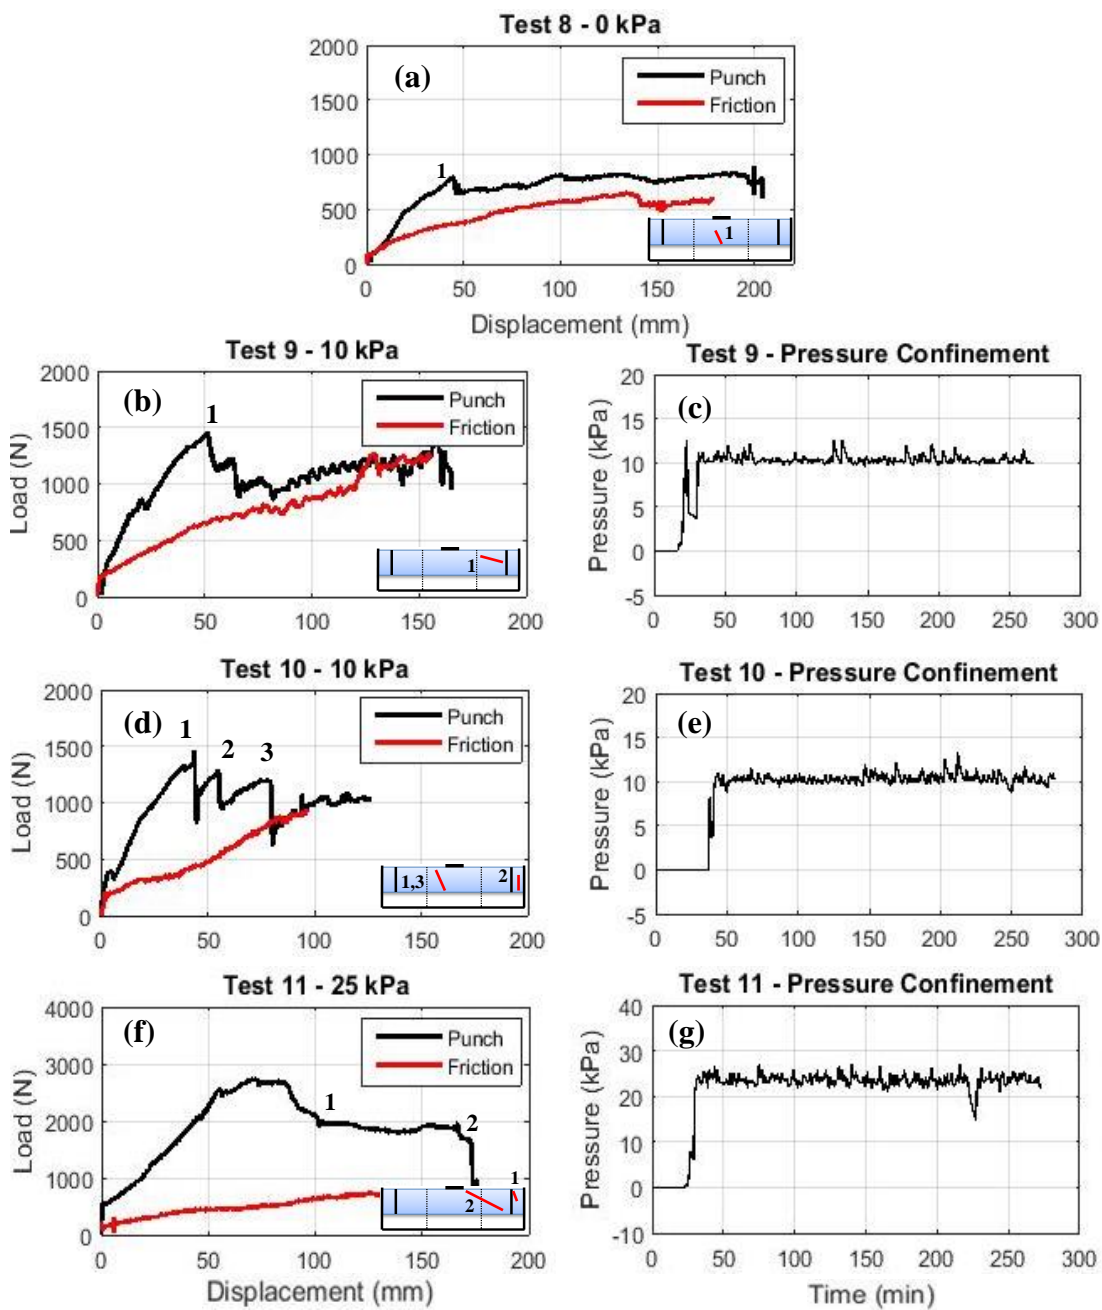 Test 8 - 0 kPa
(a)
Punch
Friction
2000
1500
1000
500
0
1
1
0 50 100 150 200
Displacement (mm)
Test 9 - 10 kPa
(b)
Punch
Friction
Load (N)
2000
1500
1000
500
0
1
1
0 50 100 150 200
Test 9 - Pressure Confinement
(c)
Pressure (kPa)
20
15
10
5
0
-5
0 50 100 150 200 250 300
Test 10 - 10 kPa
(d)
Punch
Friction
Load (N)
2000
1500
1000
500
0
1
2
3
1,3
2
0 50 100 150 200
Test 10 - Pressure Confinement
(e)
Pressure (kPa)
20
15
10
5
0
-5
0 50 100 150 200 250 300
Test 11 - 25 kPa
(f)
Punch
Friction
Load (N)
4000
3000
2000
1000
0
1
2
1
2
0 50 100 150 200
Displacement (mm)
Test 11 - Pressure Confinement
(g)
Pressure (kPa)
40
30
20
10
0
-10
0 50 100 150 200 250 300
Time (min)